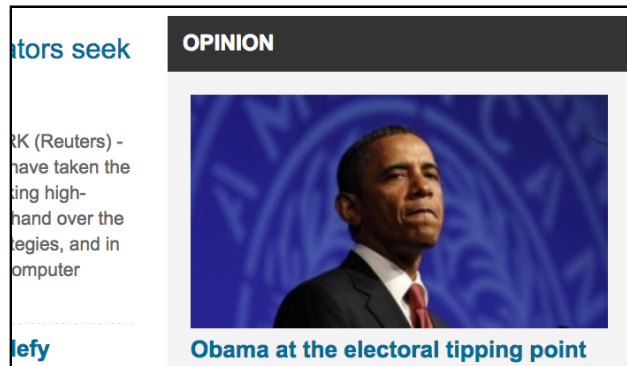 ators seek
RK (Reuters) -
have taken the
king high-
hand over the
tegies, and in
omputer
lefy
OPINION
Obama at the electoral tipping point